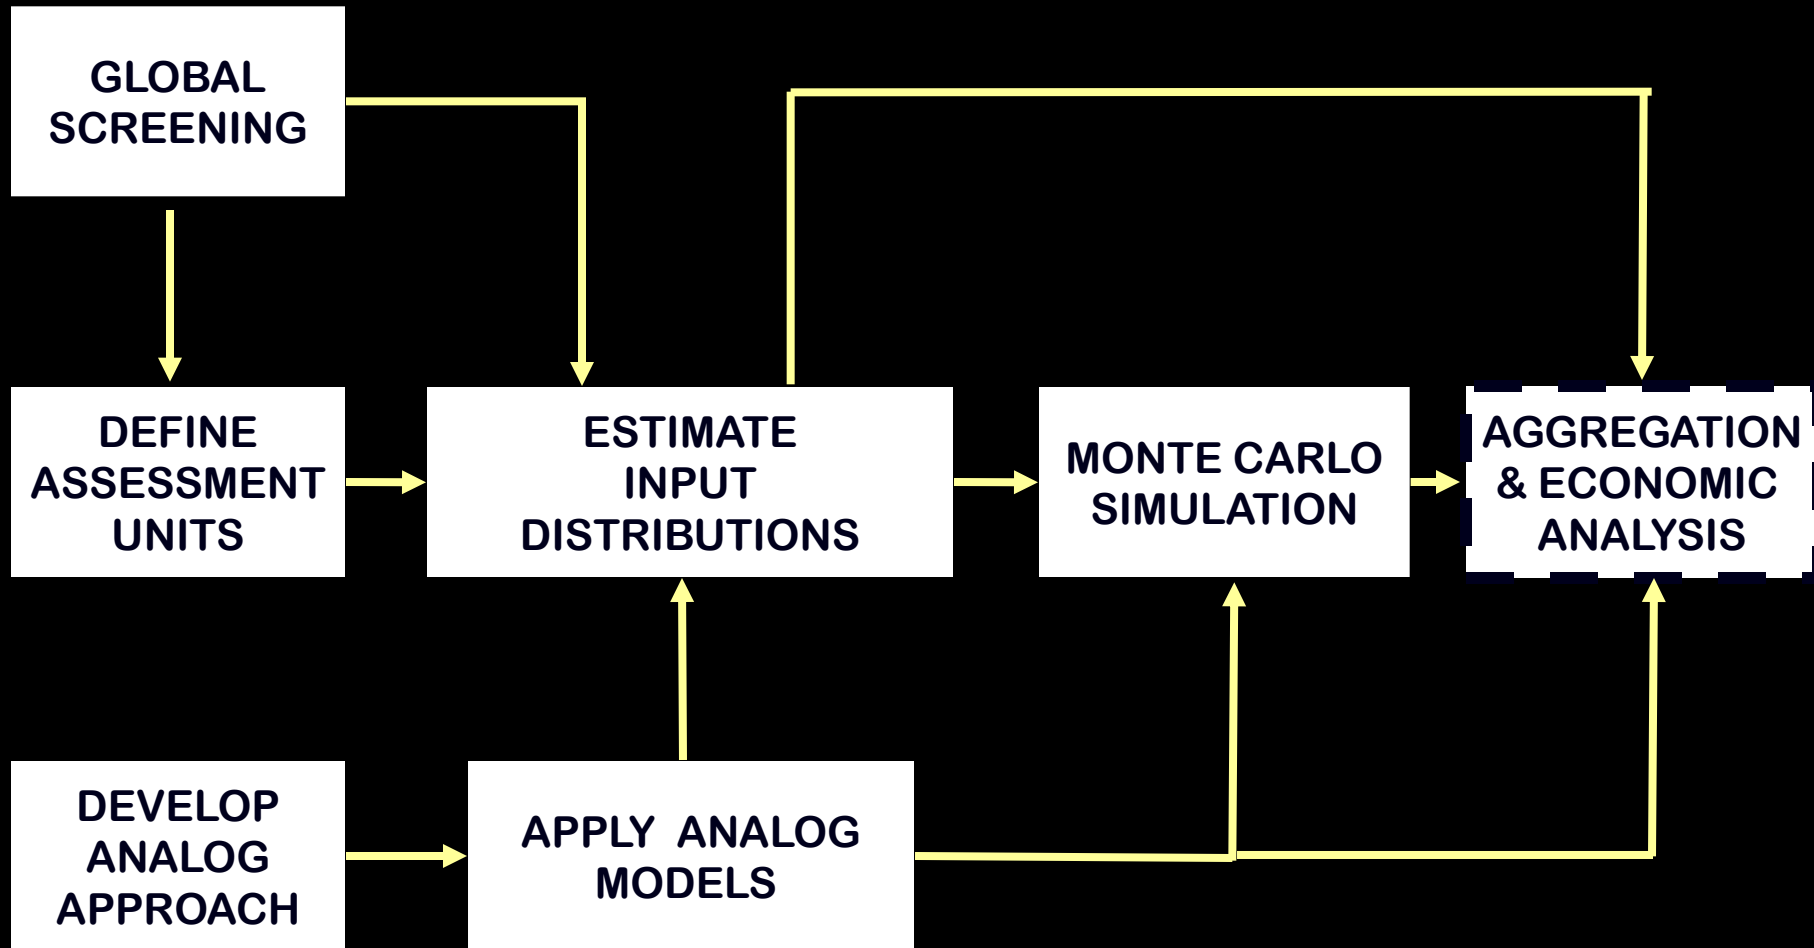 GLOBAL
SCREENING
DEFINE
ASSESSMENT
UNITS
ESTIMATE
INPUT
DISTRIBUTIONS
MONTE CARLO
SIMULATION
AGGREGATION
& ECONOMIC
ANALYSIS
DEVELOP
ANALOG
APPROACH
APPLY ANALOG
MODELS